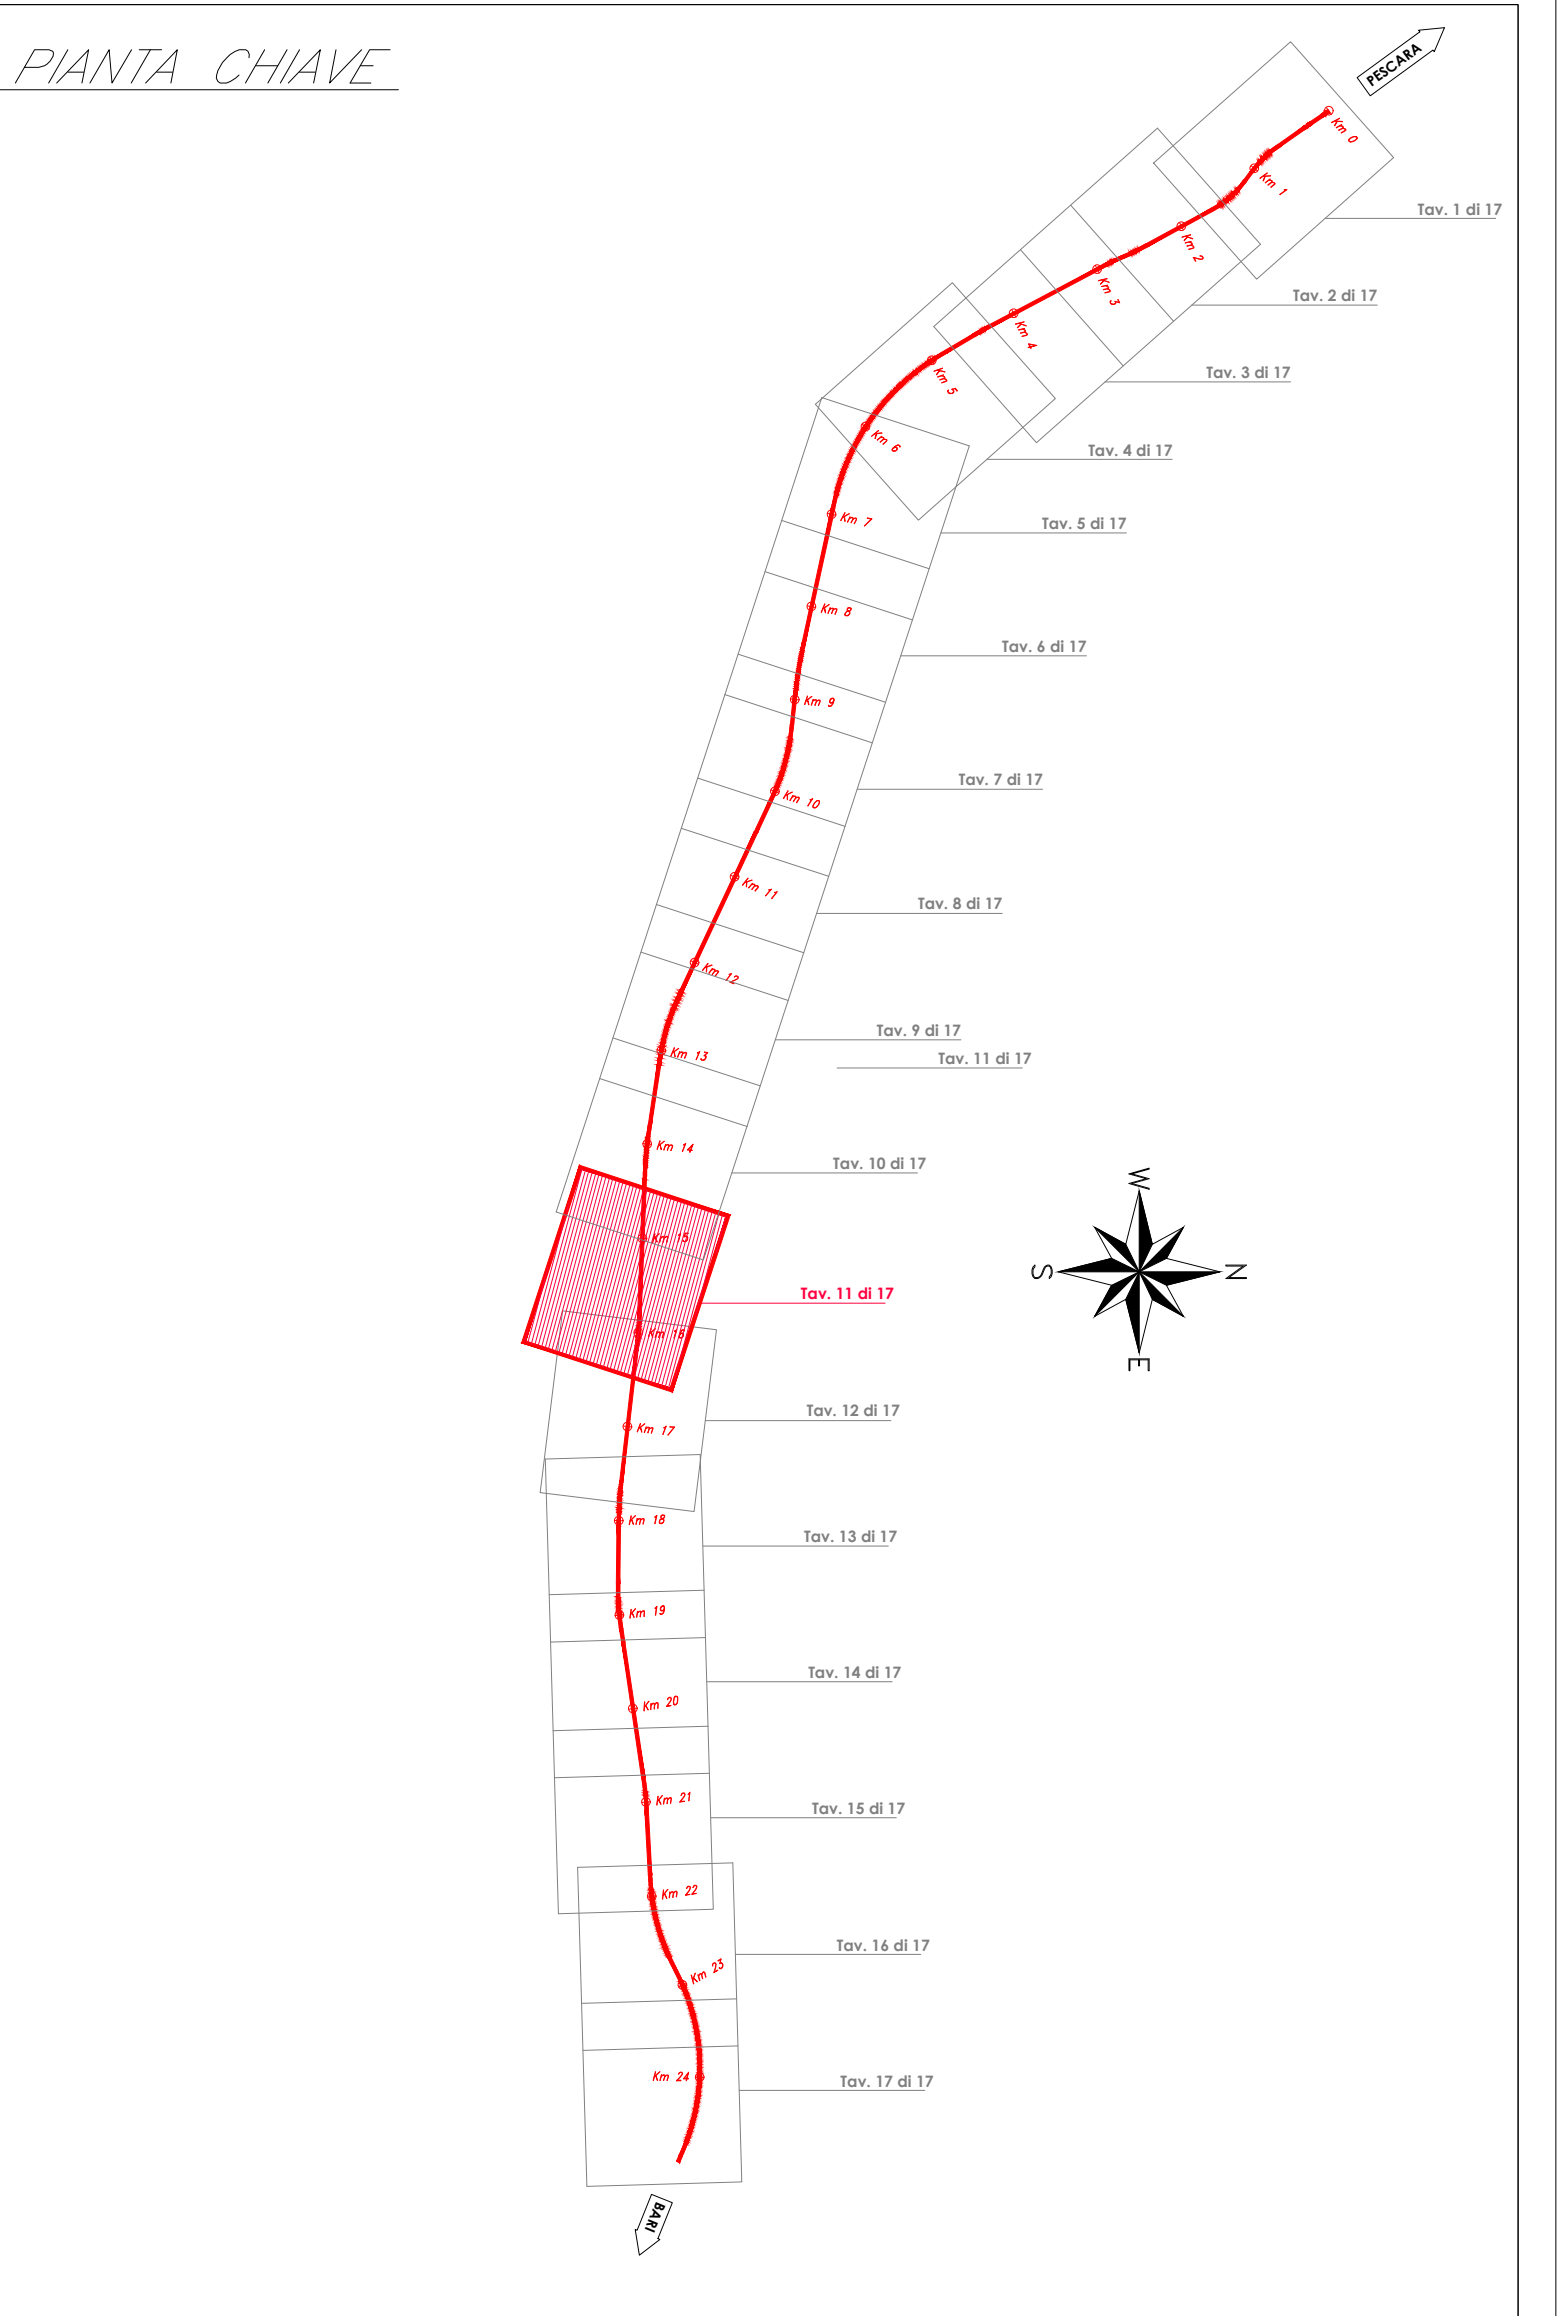 PIANTA CHIAVE
PESCARA
Km 0
Km 1
Tav. 1 di 17
Km 2
Km 3
Tav. 2 di 17
Km 4
Km 5
Tav. 3 di 17
Km 6
Tav. 4 di 17
Km 7
Tav. 5 di 17
Km 8
Tav. 6 di 17
Km 9
Tav. 7 di 17
Km 10
Km 11
Tav. 8 di 17
Km 12
Tav. 9 di 17
Km 13
Tav. 11 di 17
Km 14
Tav. 10 di 17
W
S
N
E
Km 15
Tav. 11 di 17
Km 16
Tav. 12 di 17
Km 17
Km 18
Tav. 13 di 17
Km 19
Tav. 14 di 17
Km 20
Km 21
Tav. 15 di 17
Km 22
Tav. 16 di 17
Km 23
Km 24
Tav. 17 di 17
BARI